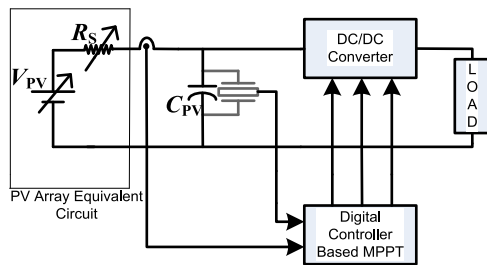 R_S
DC/DC
Converter
V_PV
C_PV
L
O
A
D
PV Array Equivalent
Circuit
Digital
Controller
Based MPPT